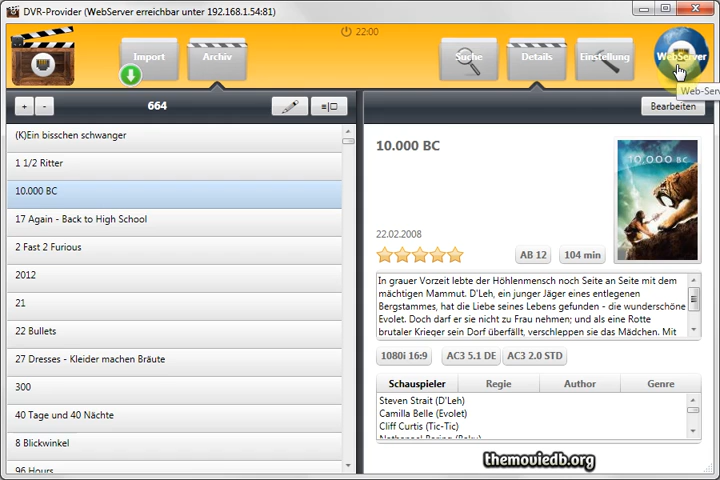 DVR-Provider (WebServer erreichbar unter 192.168.1.54:81)
22:00
Import
Archiv
Suche
Details
Einstellung
WebServer
Web-Serv
+
-
664
Bearbeiten
(K)Ein bisschen schwanger
1 1/2 Ritter
10.000 BC
17 Again - Back to High School
2 Fast 2 Furious
2012
21
22 Bullets
27 Dresses - Kleider machen Bräute
300
40 Tage und 40 Nächte
8 Blickwinkel
96 Hours
10.000 BC
10,000 BC
22.02.2008
AB 12
104 min
In grauer Vorzeit lebte der Höhlenmensch noch Seite an Seite mit dem
mächtigen Mammut. D'Leh, ein junger Jäger eines entlegenen
Bergstammes, hat die Liebe seines Lebens gefunden - die wunderschöne
Evolet. Doch darf er sie nicht zu Frau nehmen; und als eine Rotte
brutaler Krieger sein Dorf überfällt, verschleppen sie das Mädchen. Mit
1080i 16:9
AC3 5.1 DE
AC3 2.0 STD
Schauspieler
Regie
Author
Genre
Steven Strait (D'Leh)
Camilla Belle (Evolet)
Cliff Curtis (Tic-Tic)
themoviedb.org